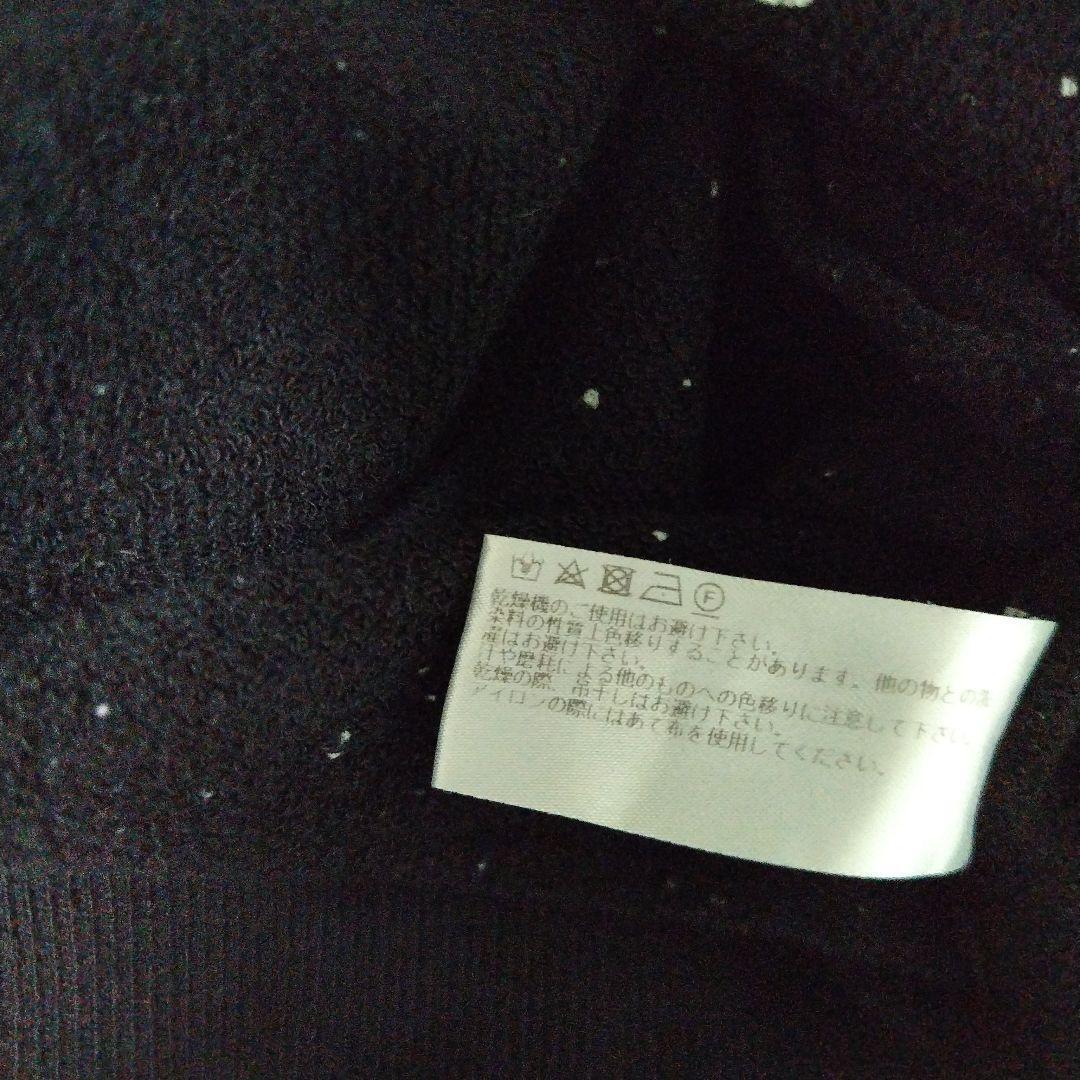 F
乾燥機のご使用はお避け下さい。
染料の性質上色移りすることがあります。他の物との洗
濯はお避け下さい。
汗や磨耗による他のものへの色移りに注意して下さい。
乾燥の際、吊干しはお避け下さい。
アイロンの際にはあて布を使用してください。